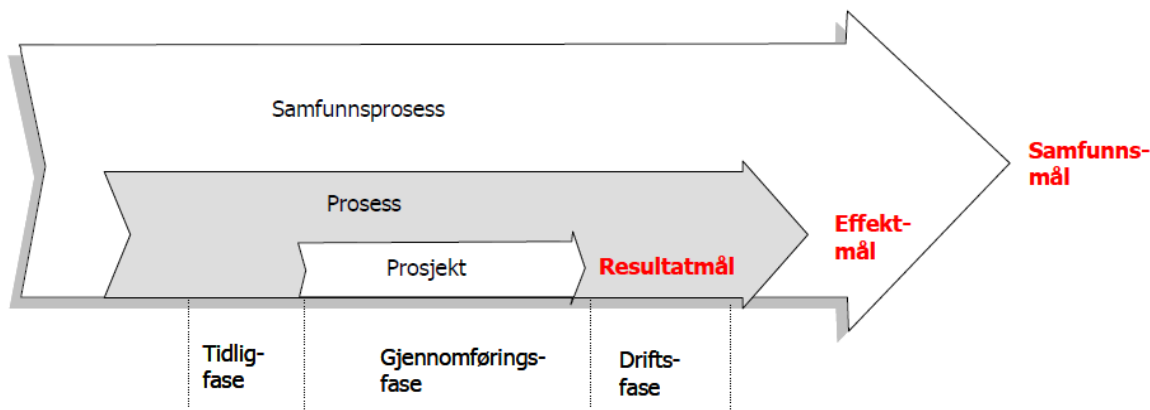 Samfunnsprosess
Samfunns-
mål
Prosess
Effekt-
mål
Prosjekt
Resultatmål
Tidlig-
fase
Gjennomførings-
fase
Drifts-
fase